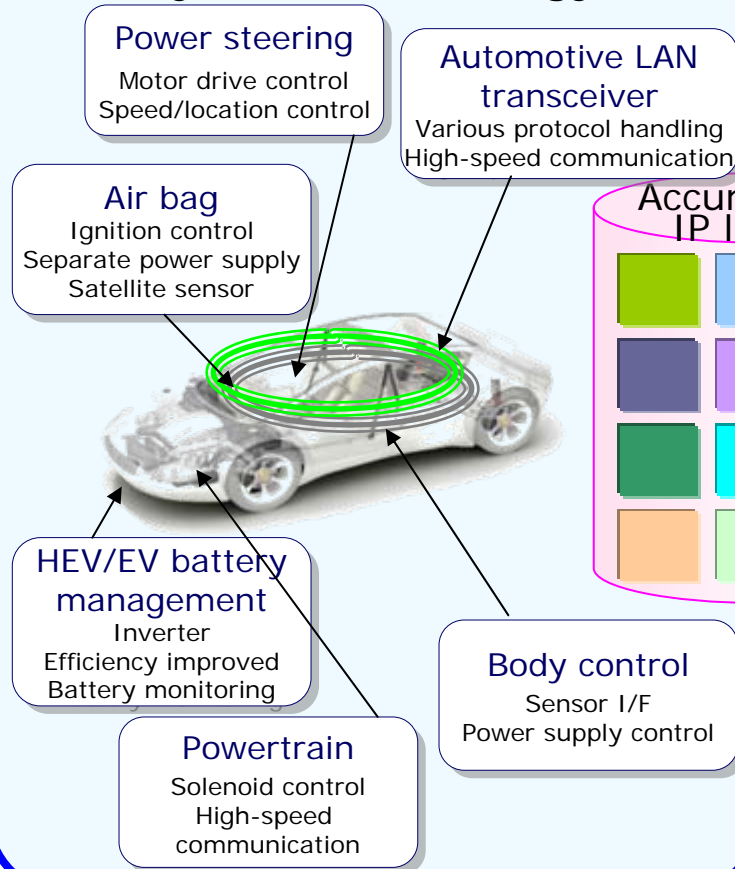 Power steering
Motor drive control
Speed/location control
Automotive LAN
transceiver
Various protocol handling
High-speed communication
Air bag
Ignition control
Separate power supply
Satellite sensor
HEV/EV battery
management
Inverter
Efficiency improved
Battery monitoring
Body control
Sensor I/F
Power supply control
Powertrain
Solenoid control
High-speed
communication
IP